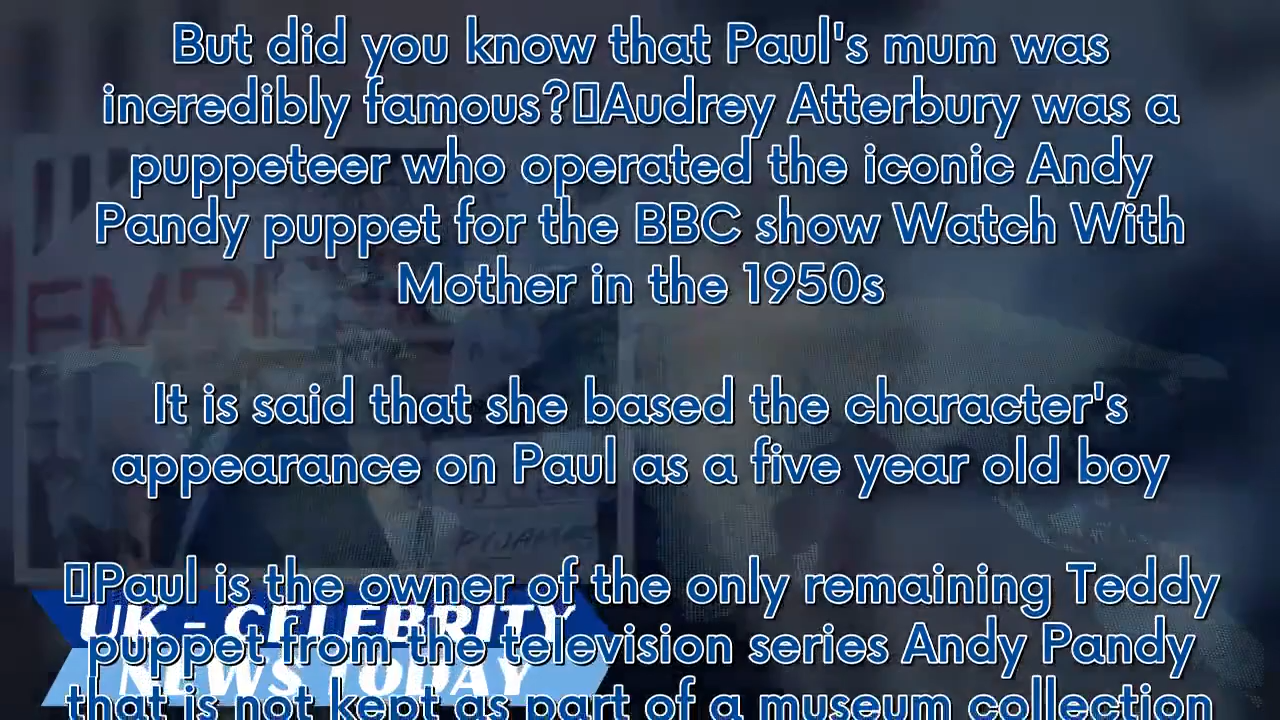 But did you know that Paul's mum was
incredibly famous?▯Audrey Atterbury was a
puppeteer who operated the iconic Andy
Pandy puppet for the BBC show Watch With
Mother in the 1950s
It is said that she based the character's
appearance on Paul as a five year old boy
▯Paul is the owner of the only remaining Teddy
UK - CELEBRITY
puppet from the television series Andy Pandy
NEWS TODAY
that is not kept as part of a museum collection
PYJAMAS